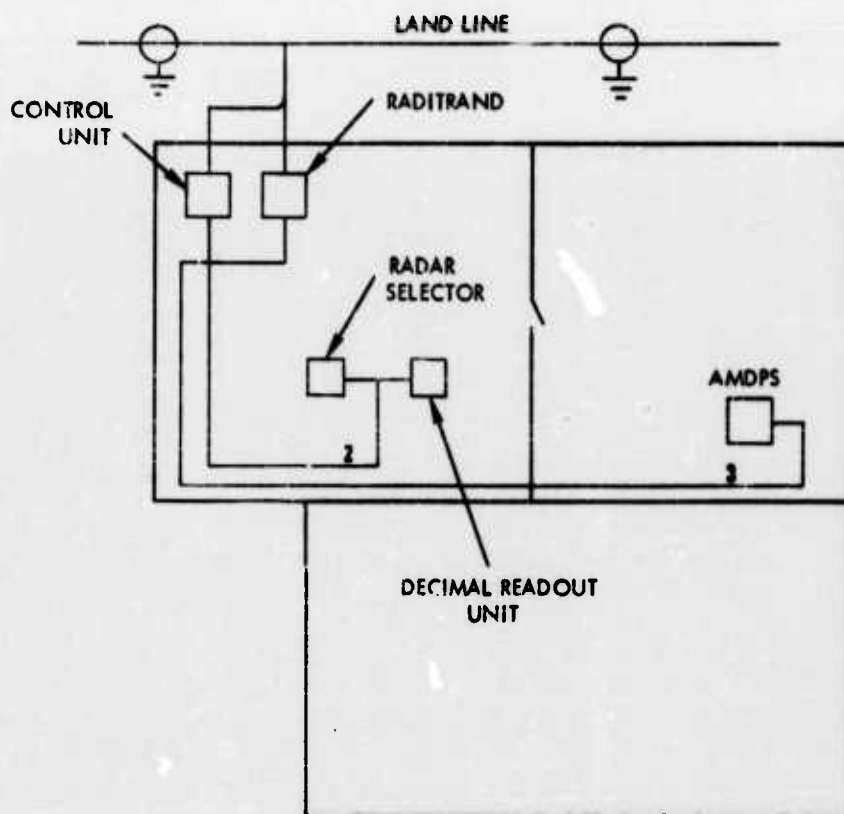 LAND LINE
CONTROL
UNIT
RADITRAND
RADAR
SELECTOR
AMDPS
2
3
DECIMAL READOUT
UNIT